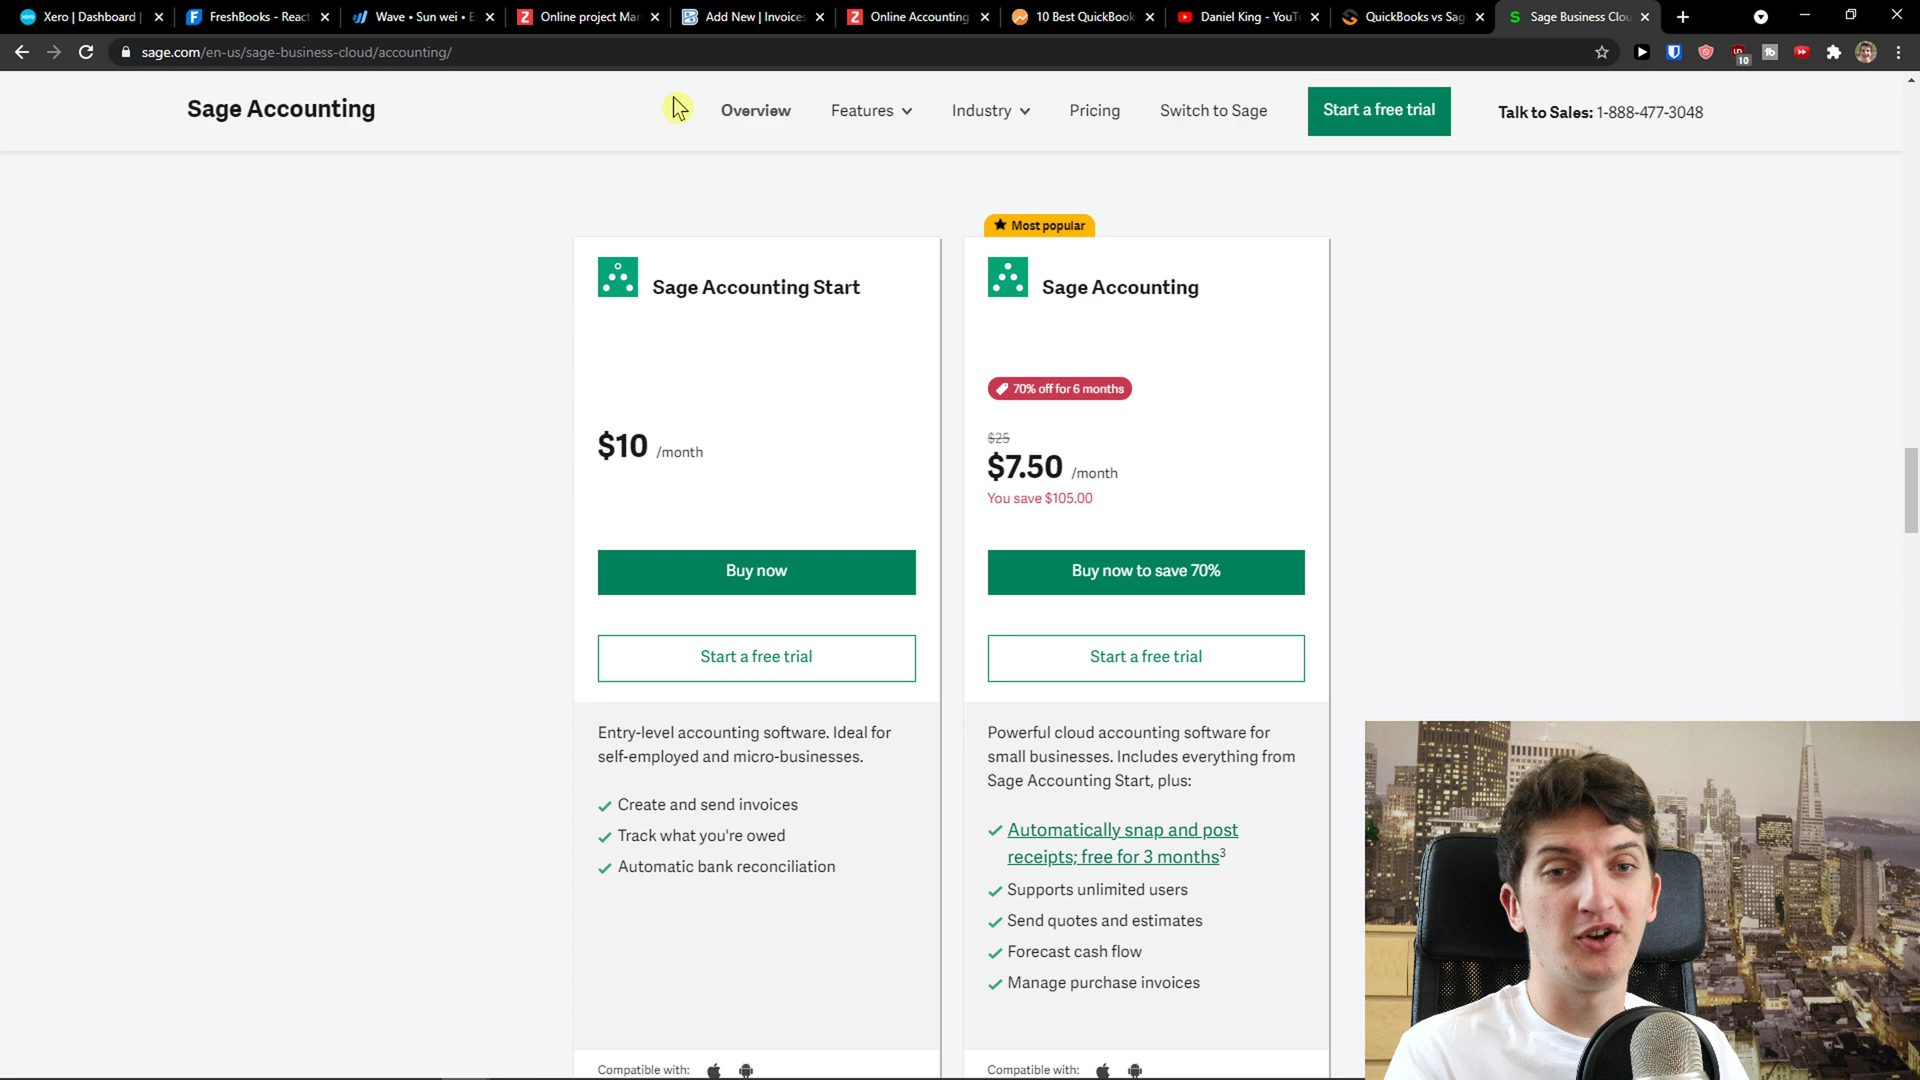 Xero | Dashboard |
FreshBooks - React
Wave • Sun wei • E
Online project Mar
Add New | Invoices
Online Accounting
10 Best QuickBook
Daniel King - YouTu
QuickBooks vs Sag
Sage Business Clou
sage.com/en-us/sage-business-cloud/accounting/
10
Sage Accounting
Overview
Features
Industry
Pricing
Switch to Sage
Start a free trial
Talk to Sales: 1-888-477-3048
Sage Accounting Start
$10 /month
Buy now
Start a free trial
Entry-level accounting software. Ideal for
self-employed and micro-businesses.
Create and send invoices
Track what you're owed
Automatic bank reconciliation
Compatible with:
Most popular
Sage Accounting
70% off for 6 months
$25
$7.50 /month
You save $105.00
Buy now to save 70%
Start a free trial
Powerful cloud accounting software for
small businesses. Includes everything from
Sage Accounting Start, plus:
Automatically snap and post
receipts; free for 3 months3
Supports unlimited users
Send quotes and estimates
Forecast cash flow
Manage purchase invoices
Compatible with: